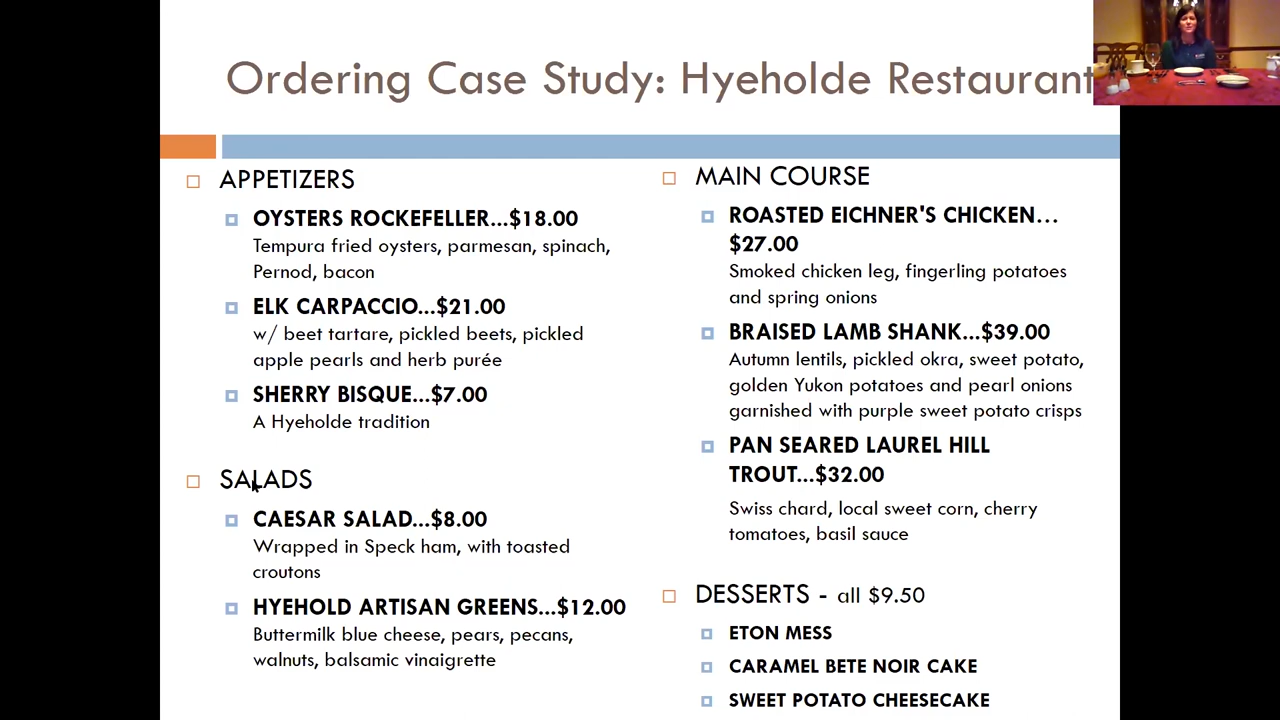 Ordering Case Study: Hyeholde Restaurant
APPETIZERS
OYSTERS ROCKEFELLER...$18.00
Tempura fried oysters, parmesan, spinach,
Pernod, bacon
ELK CARPACCIO...$21.00
w/ beet tartare, pickled beets, pickled
apple pearls and herb purée
SHERRY BISQUE...$7.00
A Hyeholde tradition
SALADS
CAESAR SALAD...$8.00
Wrapped in Speck ham, with toasted
croutons
HYEHOLD ARTISAN GREENS...$12.00
Buttermilk blue cheese, pears, pecans,
walnuts, balsamic vinaigrette
MAIN COURSE
ROASTED EICHNER'S CHICKEN...
$27.00
Smoked chicken leg, fingerling potatoes
and spring onions
BRAISED LAMB SHANK...$39.00
Autumn lentils, pickled okra, sweet potato,
golden Yukon potatoes and pearl onions
garnished with purple sweet potato crisps
PAN SEARED LAUREL HILL
TROUT...$32.00
Swiss chard, local sweet corn, cherry
tomatoes, basil sauce
DESSERTS - all $9.50
ETON MESS
CARAMEL BETE NOIR CAKE
SWEET POTATO CHEESECAKE